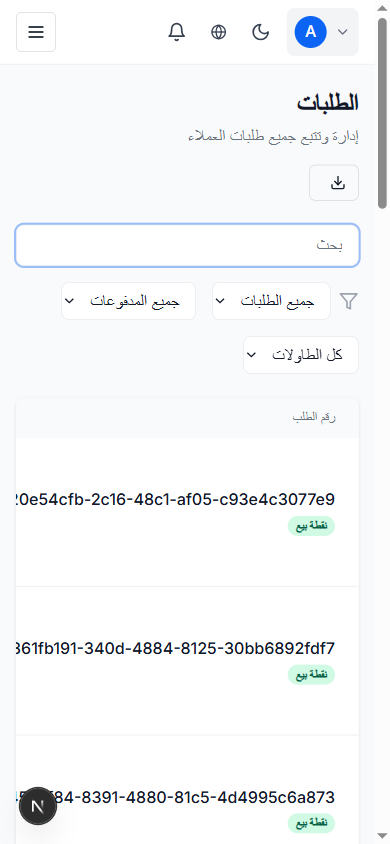 A
الطلبات
إدارة وتتبع جميع طلبات العملاء
بحث
جميع الطلبات
جميع المدفوعات
كل الطاولات
رقم الطلب
20e54cfb-2c16-48c1-af05-c93e4c3077e9
نقطة بيع
361fb191-340d-4884-8125-30bb6892fdf7
نقطة بيع
84-8391-4880-81c5-4d4995c6a873
نقطة بيع
N